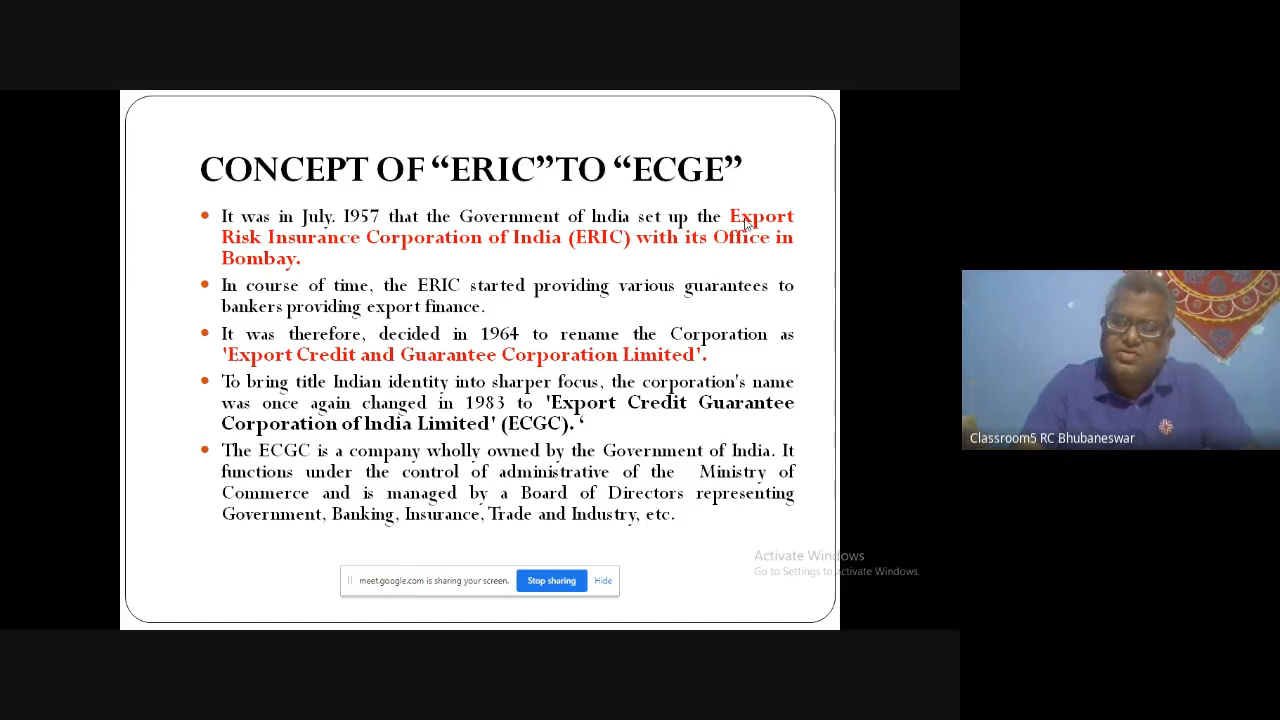 CONCEPT OF “ERIC”TO “ECGE”
• It was in July. 1957 that the Government of India set up the Export
Risk Insurance Corporation of India (ERIC) with its Office in
Bombay.
• In course of time, the ERIC started providing various guarantees to
bankers providing export finance.
• It was therefore, decided in 1964 to rename the Corporation as
'Export Credit and Guarantee Corporation Limited'.
• To bring title Indian identity into sharper focus, the corporation's name
was once again changed in 1983 to 'Export Credit Guarantee
Corporation of India Limited' (ECGC). ‘
• The ECGC is a company wholly owned by the Government of India. It
functions under the control of administrative of the Ministry of
Commerce and is managed by a Board of Directors representing
Government, Banking, Insurance, Trade and Industry, etc.
meet.google.com is sharing your screen. Stop sharing Hide
Activate Windows
Go to Settings to Activate Windows.
Classroom5 RC Bhubaneswar